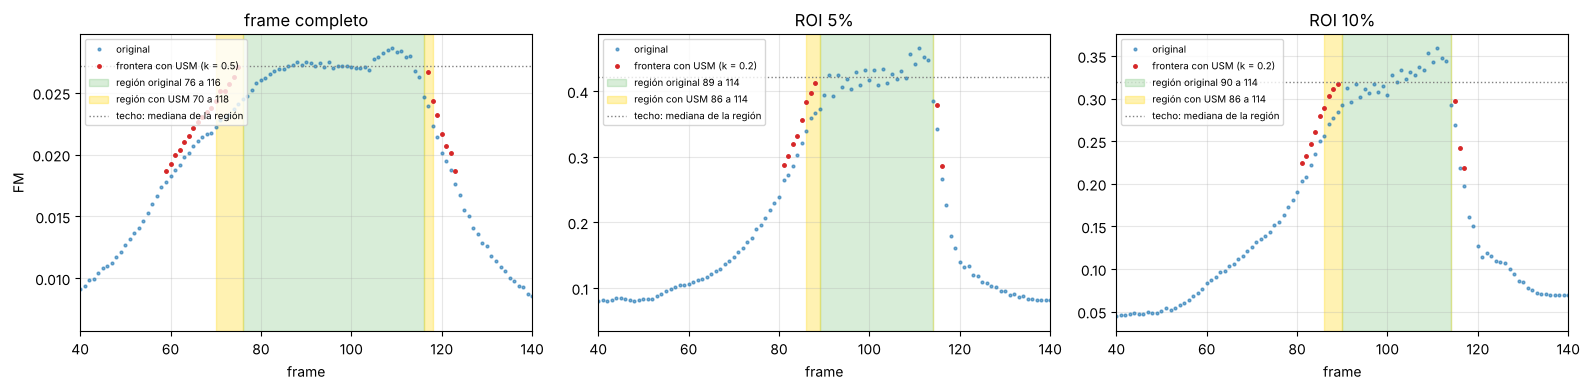 frame completo
FM
0.025
0.020
0.015
0.010
original
frontera con USM (k = 0.5)
región original 76 a 116
región con USM 70 a 118
techo: mediana de la región
40 60 80 100 120 140
frame
ROI 5%
0.4
0.3
0.2
0.1
original
frontera con USM (k = 0.2)
región original 89 a 114
región con USM 86 a 114
techo: mediana de la región
40 60 80 100 120 140
frame
ROI 10%
0.35
0.30
0.25
0.20
0.15
0.10
0.05
original
frontera con USM (k = 0.2)
región original 90 a 114
región con USM 86 a 114
techo: mediana de la región
40 60 80 100 120 140
frame